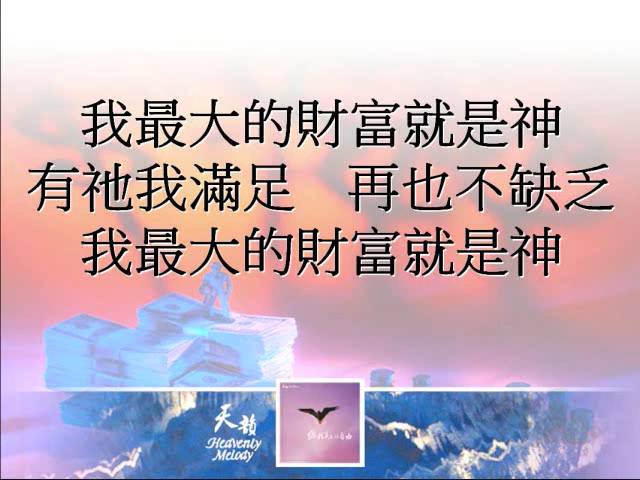 我最大的財富就是神
有祂我滿足　再也不缺乏
我最大的財富就是神
天韻
Heavenly
Melody